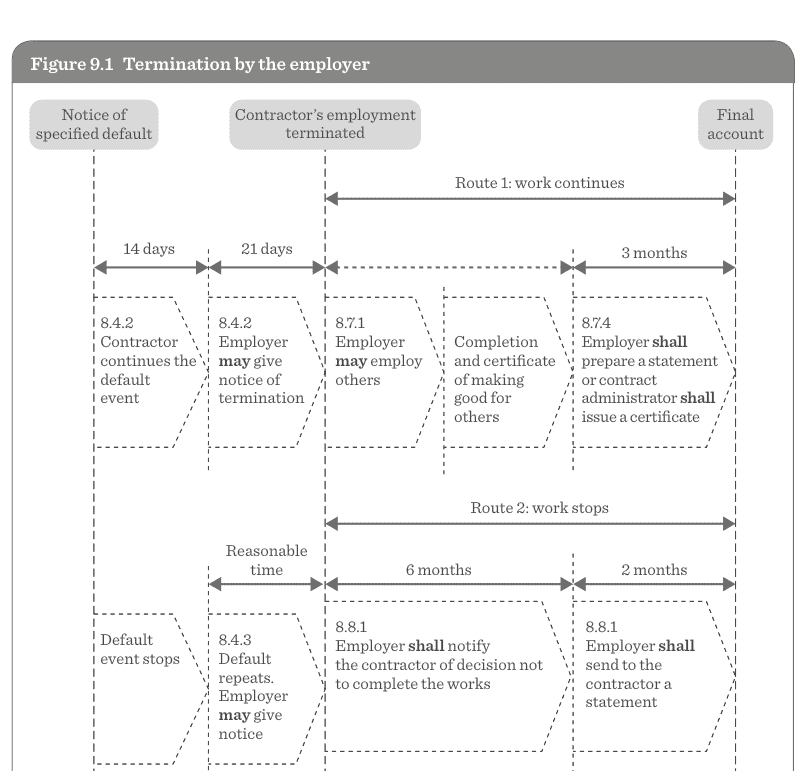 Figure 9.1 Termination by the employer
Notice of
specified default
Contractor’s employment
terminated
Final
account
Route 1: work continues
14 days
21 days
3 months
8.4.2
Contractor
continues the
default
event
8.4.2
Employer
may give
notice of
termination
8.7.1
Employer
may employ
others
Completion
and certificate
of making
good for
others
8.7.4
Employer shall
prepare a statement
or contract
administrator shall
issue a certificate
Route 2: work stops
Reasonable
time
6 months
2 months
Default
event stops
8.4.3
Default
repeats.
Employer
may give
notice
8.8.1
Employer shall notify
the contractor of decision not
to complete the works
8.8.1
Employer shall
send to the
contractor a
statement